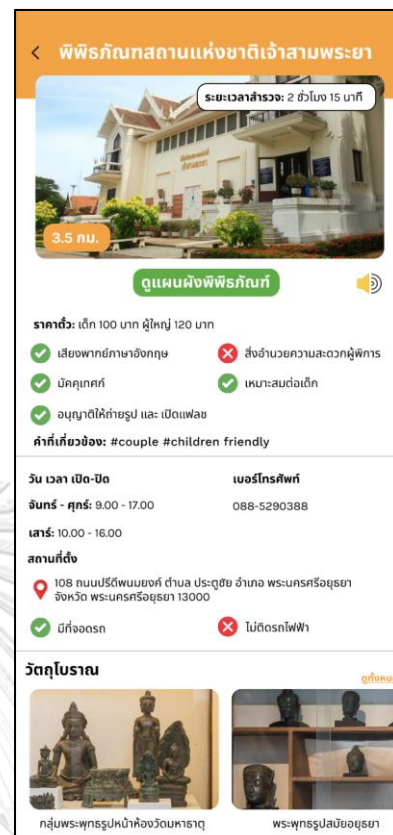 พิพิธภัณฑสถานแห่งชาติเจ้าสามพระยา
ระยะเวลาสำรวจ: 2 ชั่วโมง 15 นาที
3.5 กม.
ดูแผนผังพิพิธภัณฑ์
ราคาตั๋ว: เด็ก 100 บาท ผู้ใหญ่ 120 บาท
เสียงพากย์ภาษาอังกฤษ
สิ่งอำนวยความสะดวกผู้พิการ
มัคคุเทศก์
เหมาะสมต่อเด็ก
อนุญาติให้ถ่ายรูป และ เปิดแฟลช
คำที่เกี่ยวข้อง: #couple #children friendly
วัน เวลา เปิด-ปิด
เบอร์โทรศัพท์
จันทร์ - ศุกร์: 9.00 - 17.00
088-5290388
เสาร์: 10.00 - 16.00
สถานที่ตั้ง
108 ถนนปรีดีพนมยงค์ ตำบล ประตูชัย อำเภอ พระนครศรีอยุธยา
จังหวัด พระนครศรีอยุธยา 13000
มีที่จอดรถ
ไม่ติดรถไฟฟ้า
วัตถุโบราณ
กลุ่มพระพุทธรูปหน้าห้องวัดมหาธาตุ
พระพุทธรูปสมัยอยุธยา